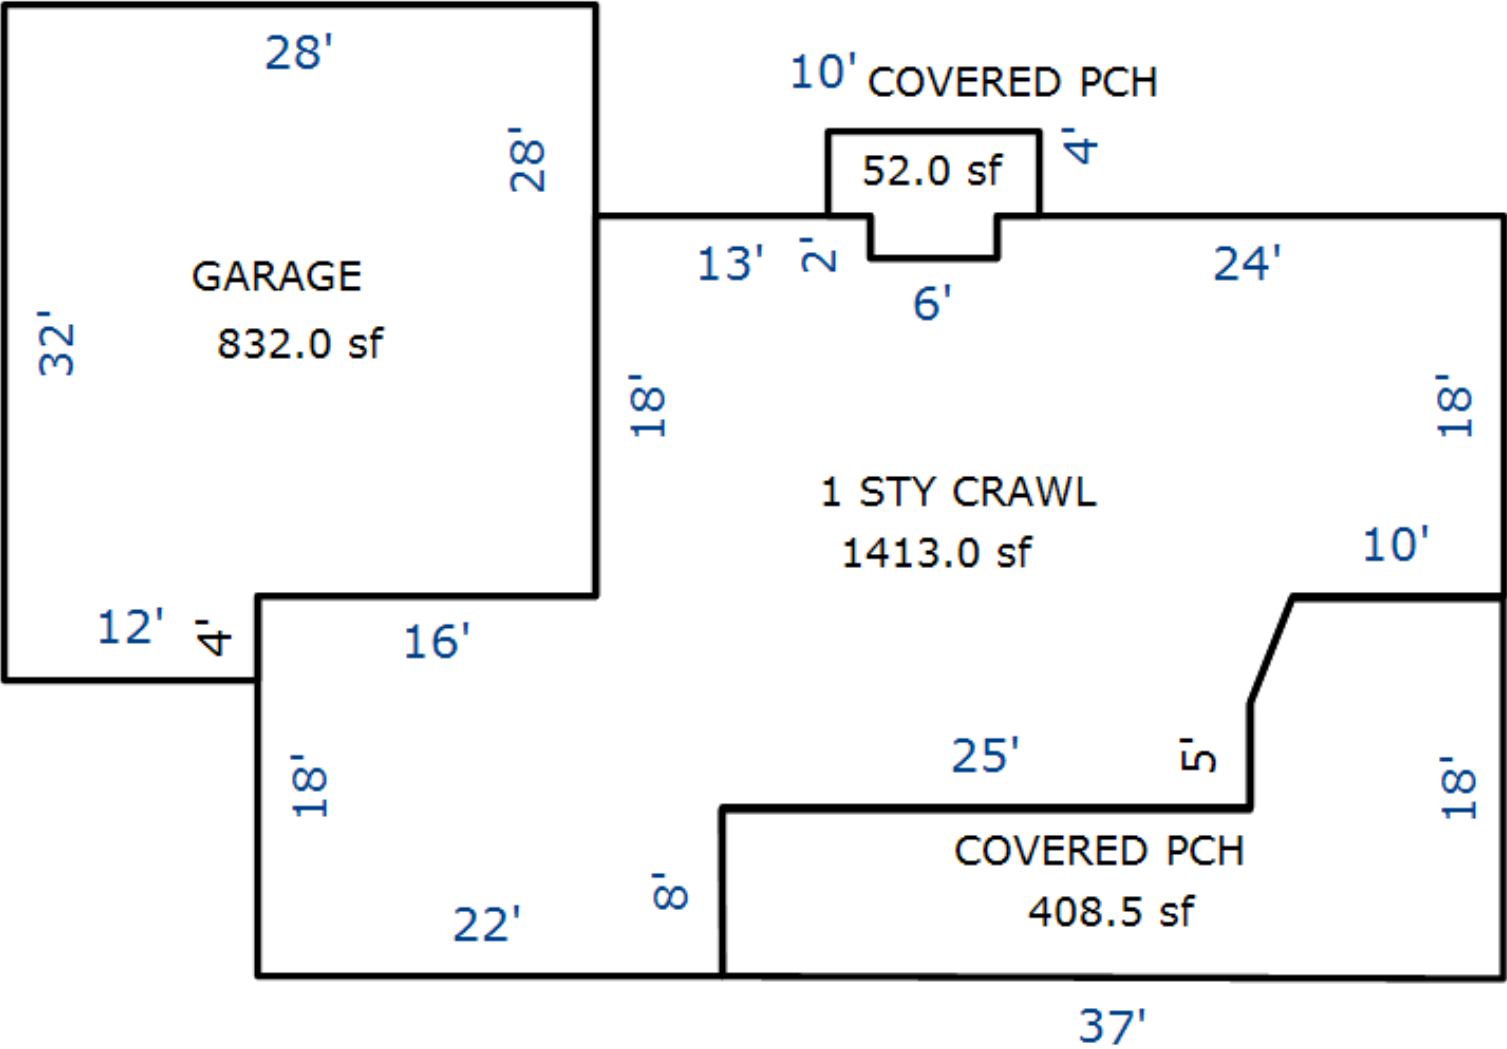 28'
10' COVERED PCH
28'
4'
52.0 sf
GARAGE
13'
2'
24'
6'
832.0 sf
32'
18'
18'
1 STY CRAWL
1413.0 sf
10'
12'
4'
16'
25'
5'
18'
18'
COVERED PCH
8'
408.5 sf
22'
37'